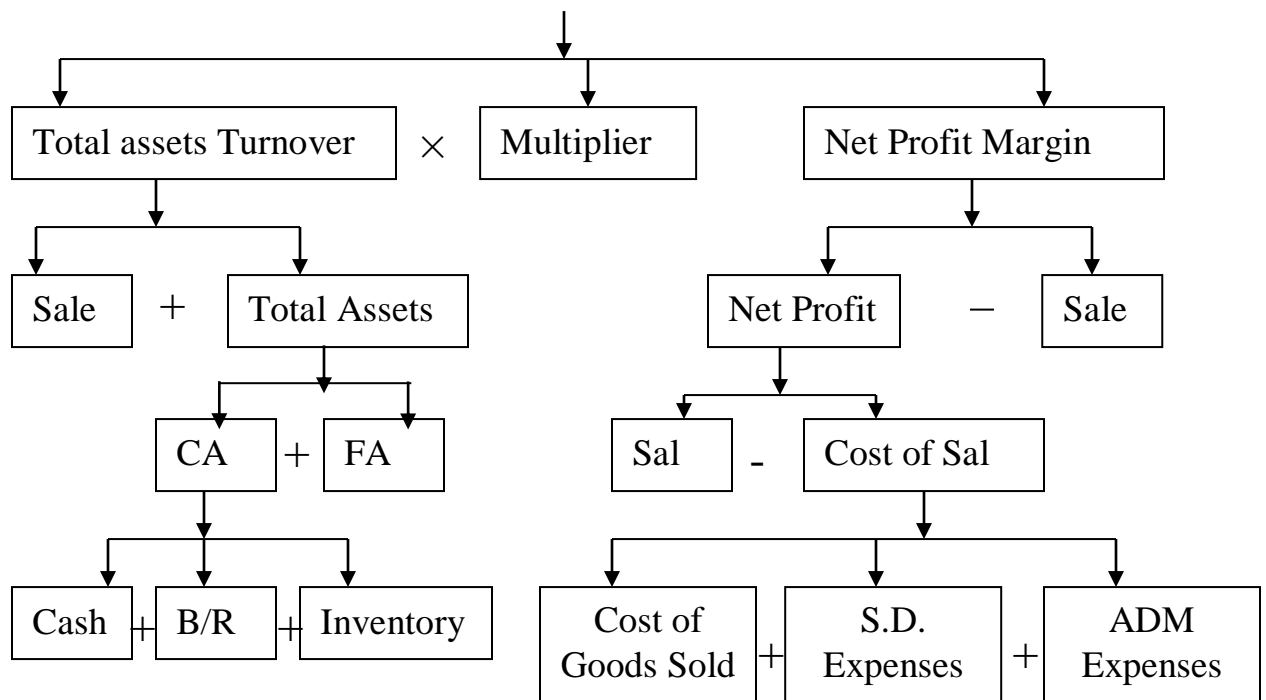 Total assets Turnover × Multiplier Net Profit Margin
Sale + Total Assets Net Profit – Sale
CA + FA Sal - Cost of Sal
Cash + B/R + Inventory
Cost of
Goods Sold
+
S.D.
Expenses
+
ADM
Expenses